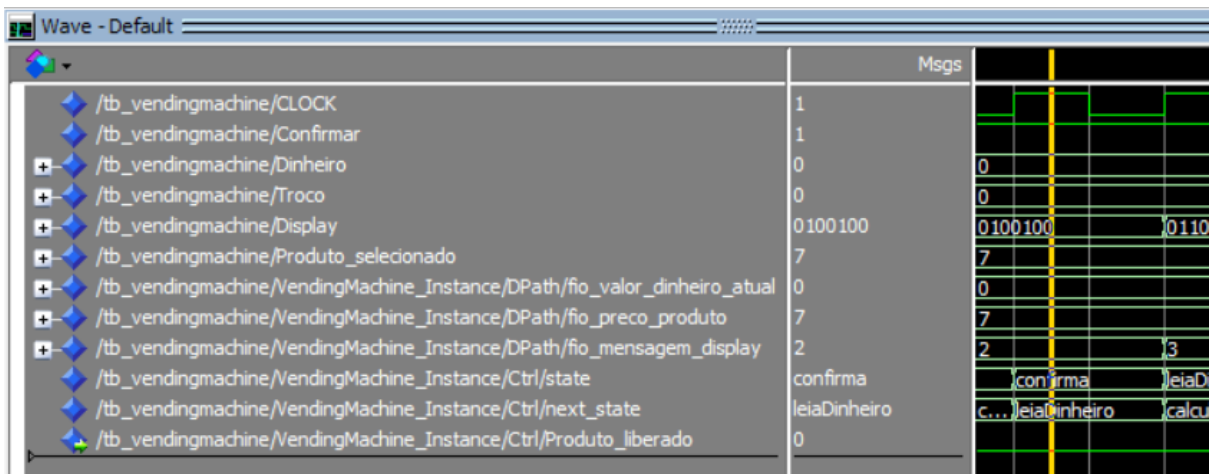 Wave - Default
Msgs
/tb_vendingmachine/CLOCK 1
/tb_vendingmachine/Confirmar 1
/tb_vendingmachine/Dinheiro 0 0
/tb_vendingmachine/Troco 0 0
/tb_vendingmachine/Display 0100100 0100100 0110
/tb_vendingmachine/Produto_selecionado 7 7
/tb_vendingmachine/VendingMachine_Instance/DPath/fio_valor_dinheiro_atual 0 0
/tb_vendingmachine/VendingMachine_Instance/DPath/fio_preco_produto 7 7
/tb_vendingmachine/VendingMachine_Instance/DPath/fio_mensagem_display 2 2 3
/tb_vendingmachine/VendingMachine_Instance/Ctrl/state confirma confirma leiaDi
/tb_vendingmachine/VendingMachine_Instance/Ctrl/next_state leiaDinheiro c... leiaDinheiro calcu
/tb_vendingmachine/VendingMachine_Instance/Ctrl/Produto_liberado 0